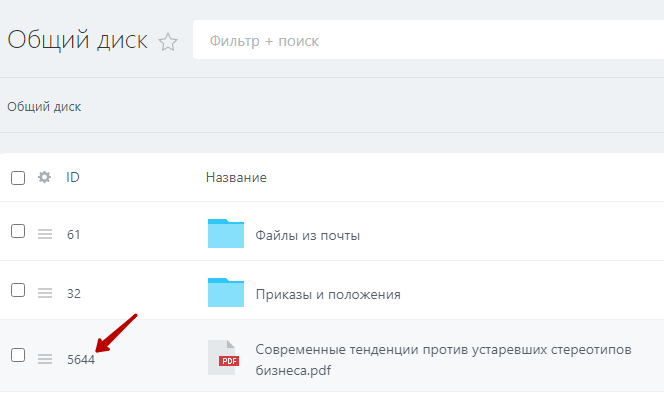 Общий диск
Фильтр + поиск
Общий диск
ID Название
61 Файлы из почты
32 Приказы и положения
5644 PDF Современные тенденции против устаревших стереотипов
бизнеса.pdf